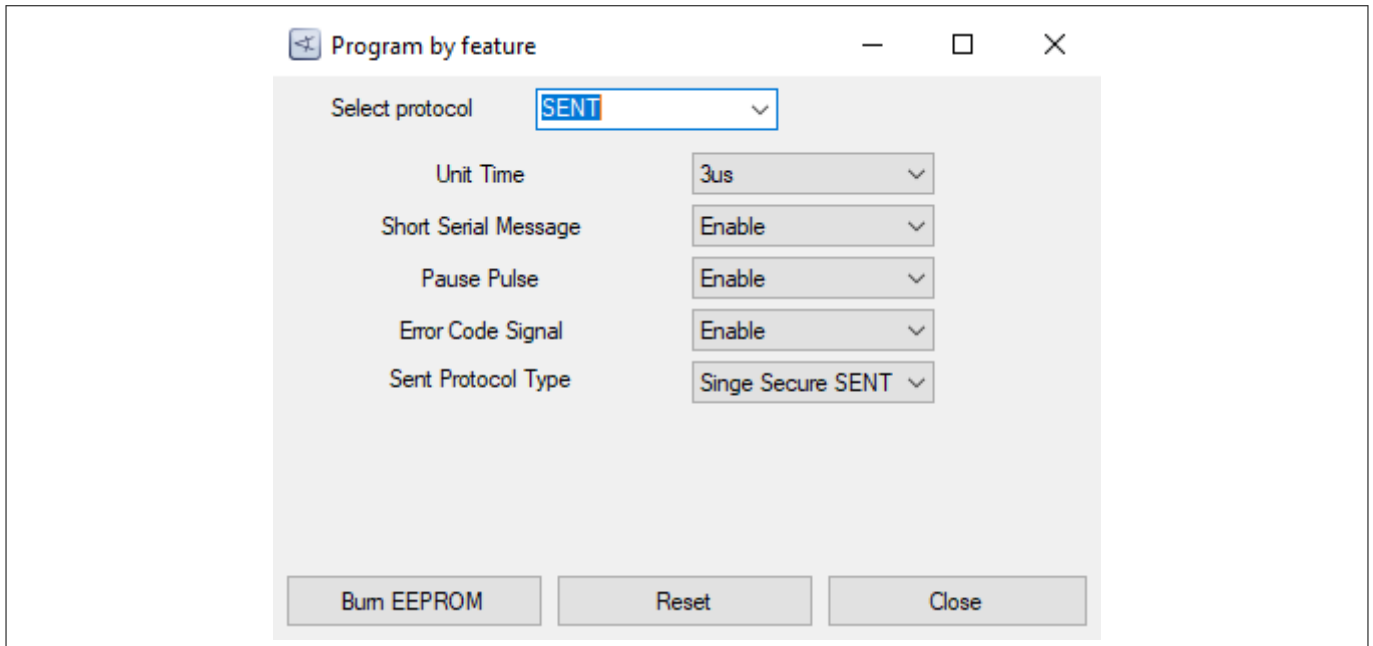 Program by feature
Select protocol SENT
Unit Time 3us
Short Serial Message Enable
Pause Pulse Enable
Error Code Signal Enable
Sent Protocol Type Singe Secure SENT
Burn EEPROM Reset Close